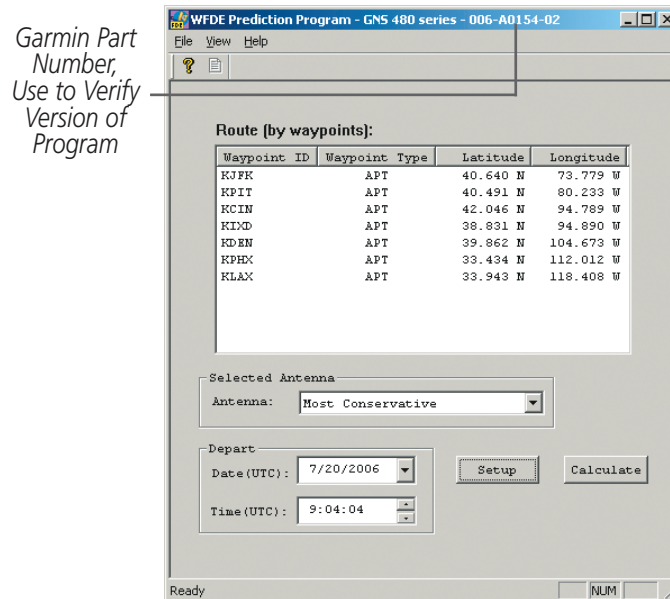 Garmin Part
Number,
Use to Verify
Version of
Program
WFDE Prediction Program - GNS 480 series - 006-A0154-02
File View Help
Route (by waypoints):
Waypoint ID Waypoint Type Latitude Longitude
KJFK APT 40.640 N 73.779 W
KPIT APT 40.491 N 80.233 W
KCIN APT 42.046 N 94.789 W
KIXD APT 38.831 N 94.890 W
KDEN APT 39.862 N 104.673 W
KPHX APT 33.434 N 112.012 W
KLAX APT 33.943 N 118.408 W
Selected Antenna
Antenna: Most Conservative
Depart
Date(UTC): 7/20/2006
Setup Calculate
Time(UTC): 9:04:04
Ready NUM